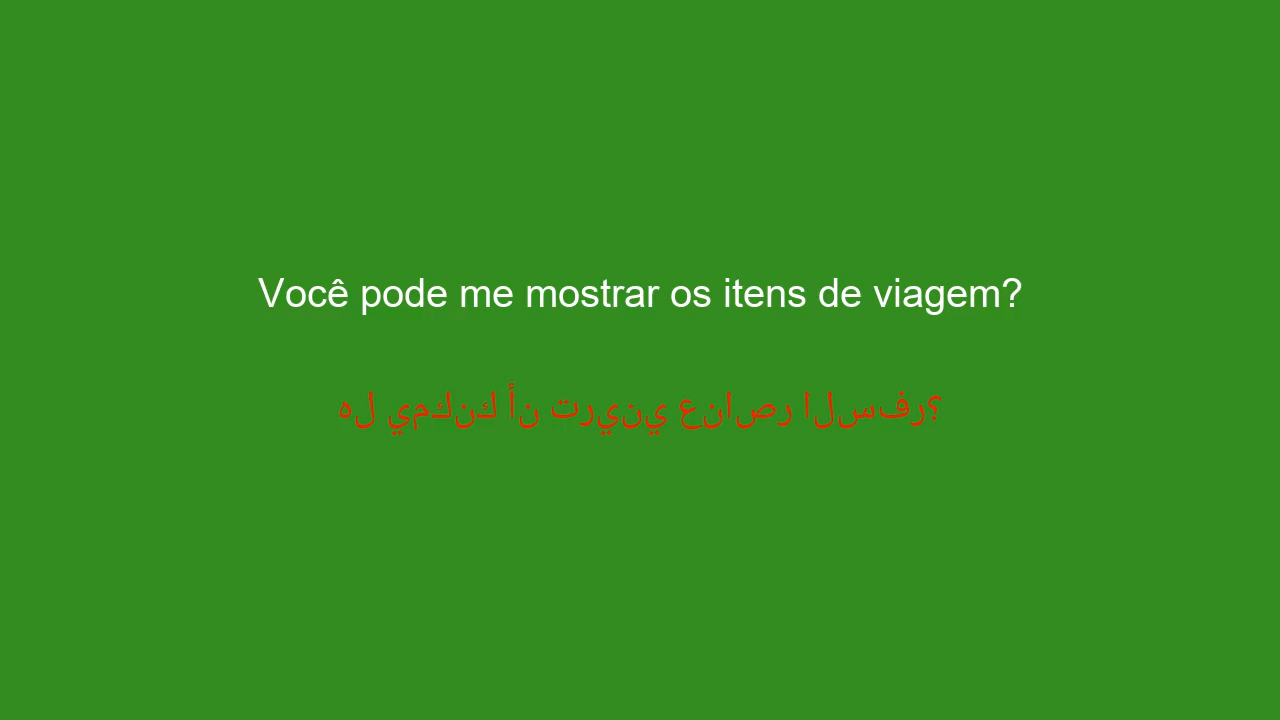 Você pode me mostrar os itens de viagem?
هل يمكنك أن تريني عناصر السفر؟